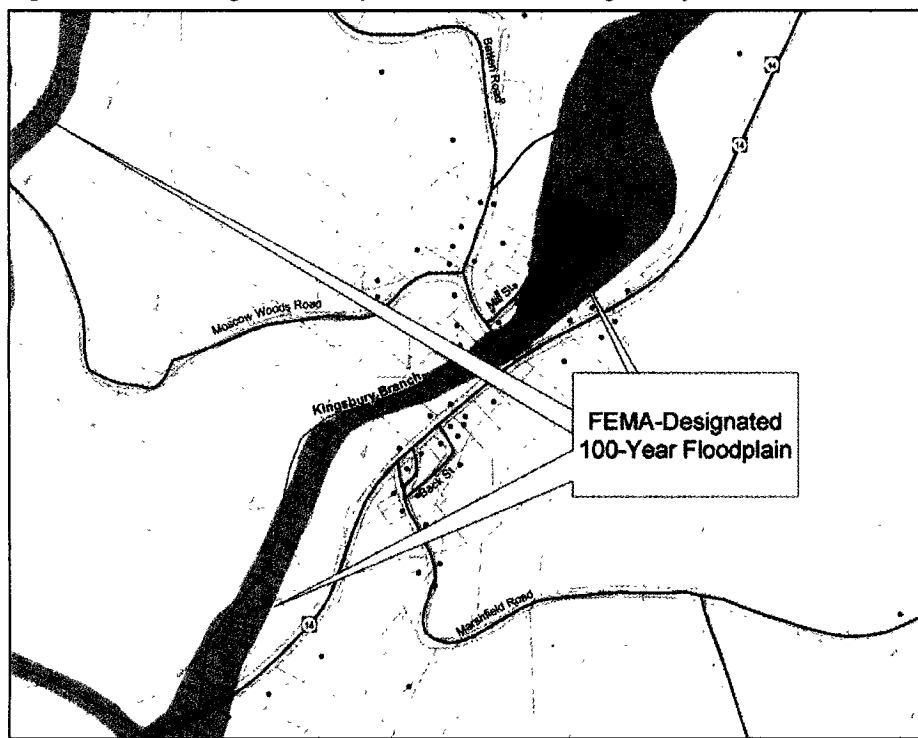 Batten Road
14
14
Mill St
Moscow Woods Road
Kingsbury Branch
FEMA-Designated
100-Year Floodplain
Back St
Marshfield Road
14